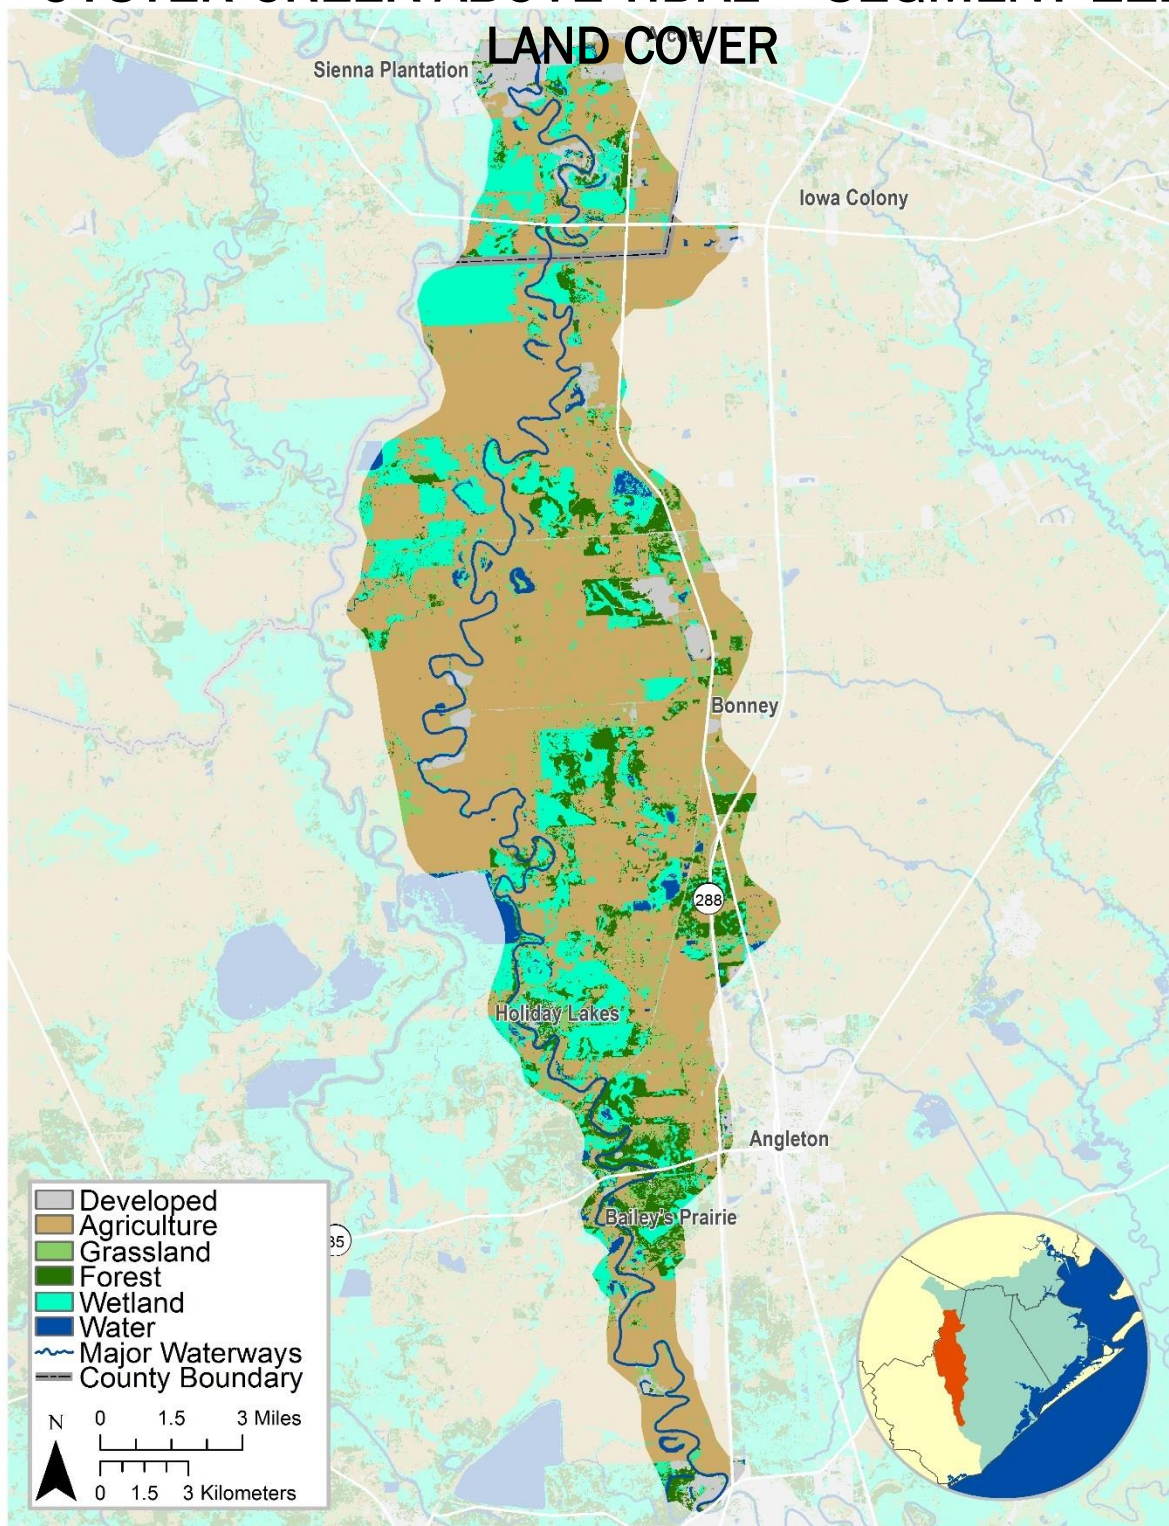 LAND COVER
Sienna Plantation
Iowa Colony
Bonney
288
Holiday Lakes
Angleton
Bailey's Prairie
35
Developed
Agriculture
Grassland
Forest
Wetland
Water
Major Waterways
County Boundary
N
0 1.5 3 Miles
0 1.5 3 Kilometers